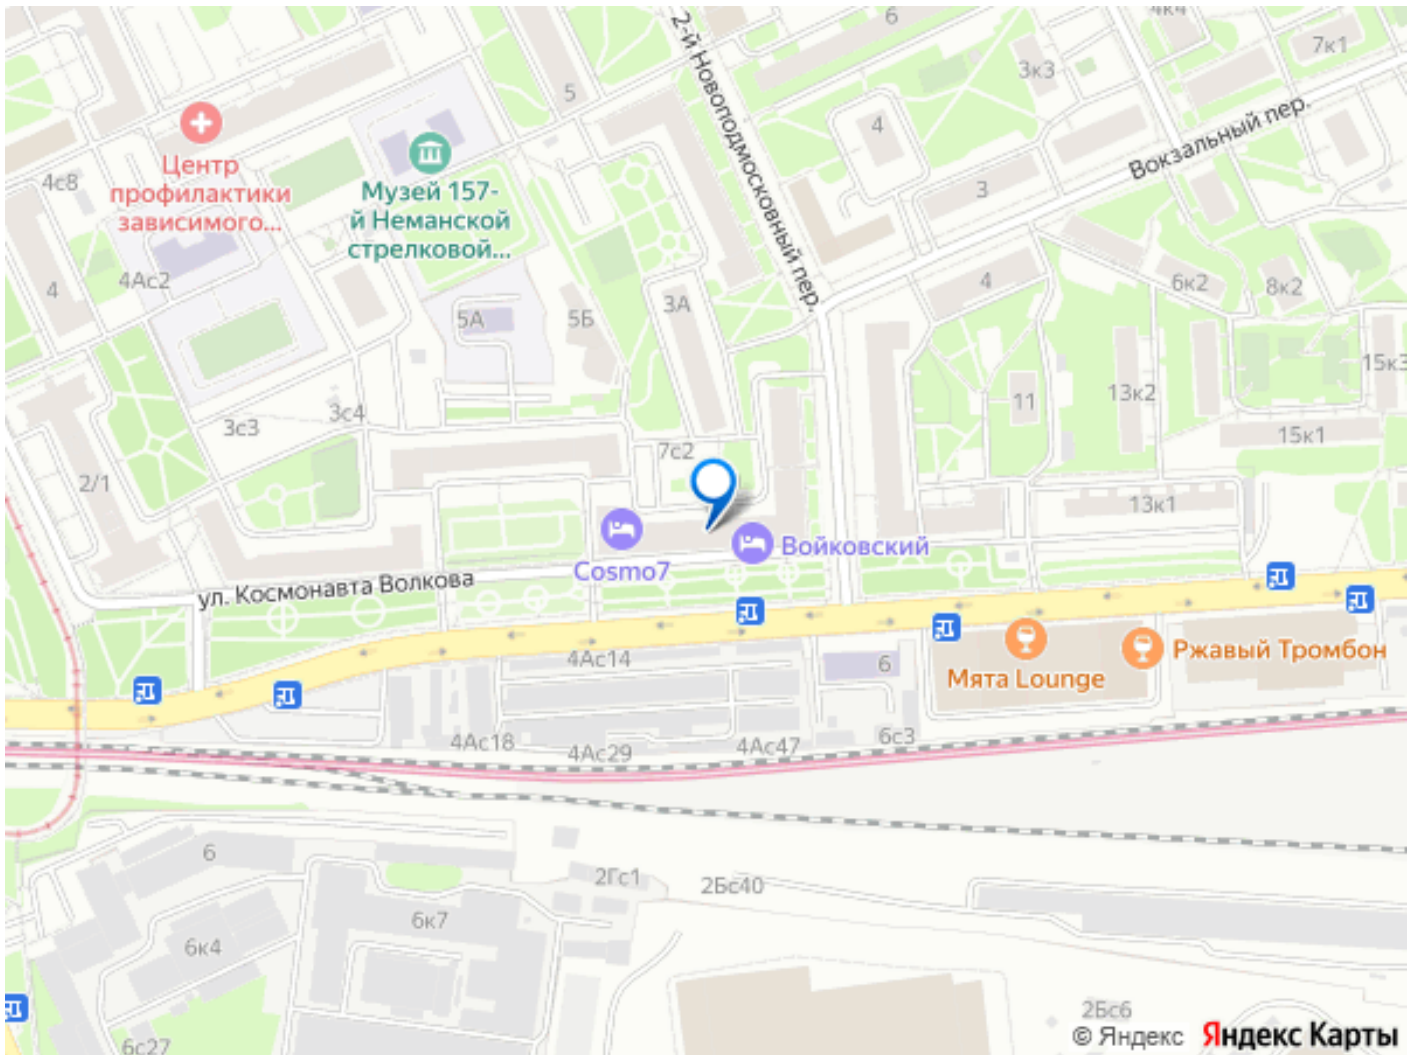 4к4
6
7к1
2-й Новоподмосковный пер.
3к3
5
4
Вокзальный пер.
Центр
профилактики
зависимого...
Музей 157-
й Неманской
стрелковой...
4с8
3
4Ас2
4
4
6к2
8к2
3А
5А
5Б
15к3
13к2
11
3с4
3с3
15к1
7с2
2/1
13к1
Cosmo7
Войковский
ул. Космонавта Волкова
4Ас14
6
Мята Lounge
Ржавый Тромбон
4Ас18
4Ас29
4Ас47
6с3
6
2Гс1
2Бс40
6к7
6к4
2Бс6
6с27
© Яндекс Яндекс Карты